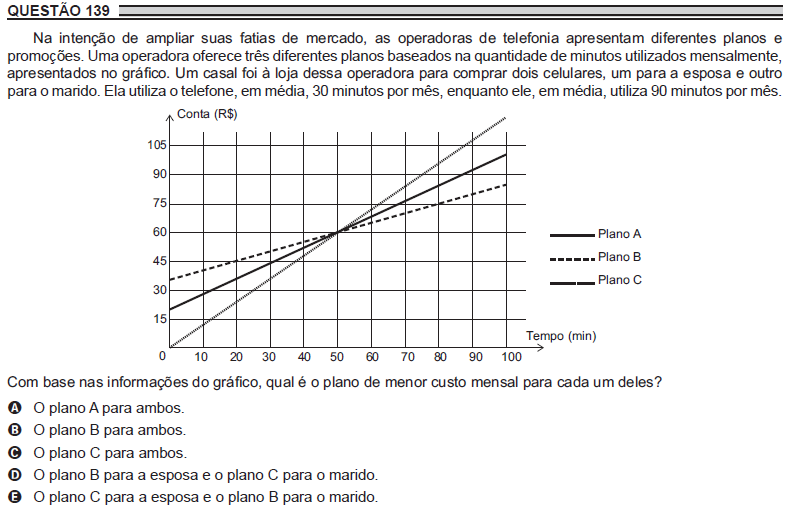 QUESTÃO 139
Na intenção de ampliar suas fatias de mercado, as operadoras de telefonia apresentam diferentes planos e
promoções. Uma operadora oferece três diferentes planos baseados na quantidade de minutos utilizados mensalmente,
apresentados no gráfico. Um casal foi à loja dessa operadora para comprar dois celulares, um para a esposa e outro
para o marido. Ela utiliza o telefone, em média, 30 minutos por mês, enquanto ele, em média, utiliza 90 minutos por mês.
Conta (R$)
105
90
75
60
45
30
15
0
10 20 30 40 50 60 70 80 90 100
Tempo (min)
Plano A
Plano B
Plano C
Com base nas informações do gráfico, qual é o plano de menor custo mensal para cada um deles?
A O plano A para ambos.
B O plano B para ambos.
C O plano C para ambos.
D O plano B para a esposa e o plano C para o marido.
E O plano C para a esposa e o plano B para o marido.